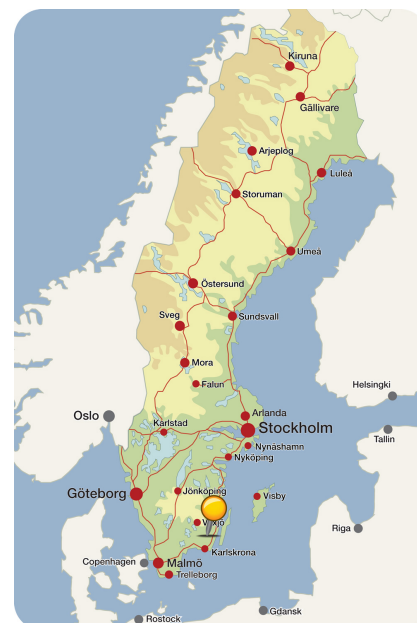 Kiruna
Gällivare
Arjeplog
Luleå
Storuman
Umeå
Östersund
Sveg
Sundsvall
Mora
Falun
Helsingki
Oslo
Arlanda
Karlstad
Stockholm
Tallin
Nynäshamn
Nyköping
Göteborg
Jönköping
Visby
Riga
Karlskrona
Copenhagen
Malmö
Trelleborg
Gdansk
Rostock